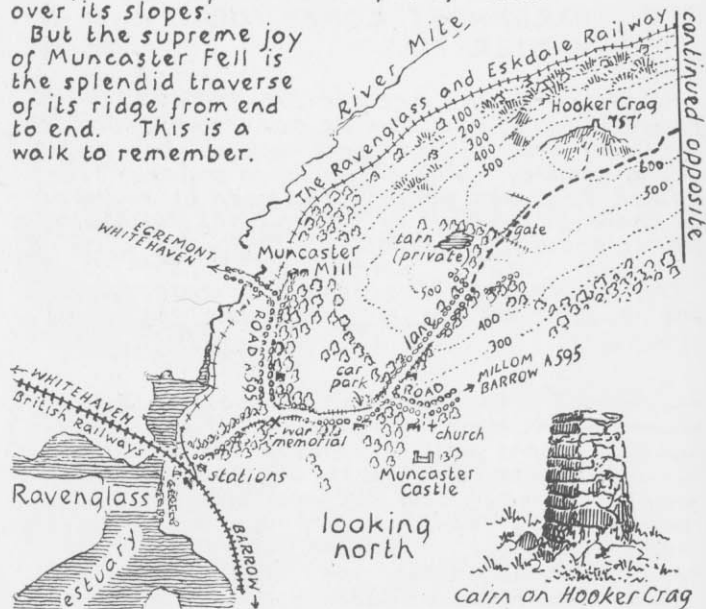 over its slopes.
But the supreme joy
of Muncaster Fell is
the splendid traverse
of its ridge from end
to end. This is a
walk to remember.
River Mite
The Ravenglass and Eskdale Railway
continued opposite
Hooker Crag
757'
100
200
300
400
500
600
500
gate
tarn
(private)
500
EGREMONT
WHITEHAVEN
Muncaster
Mill
ROAD A595
lane
400
300
car
park
ROAD
MILLOM
BARROW A595
WHITEHAVEN
British Railways
war
memorial
church
stations
Muncaster
Castle
Ravenglass
looking
north
BARROW
estuary
Cairn on Hooker Crag